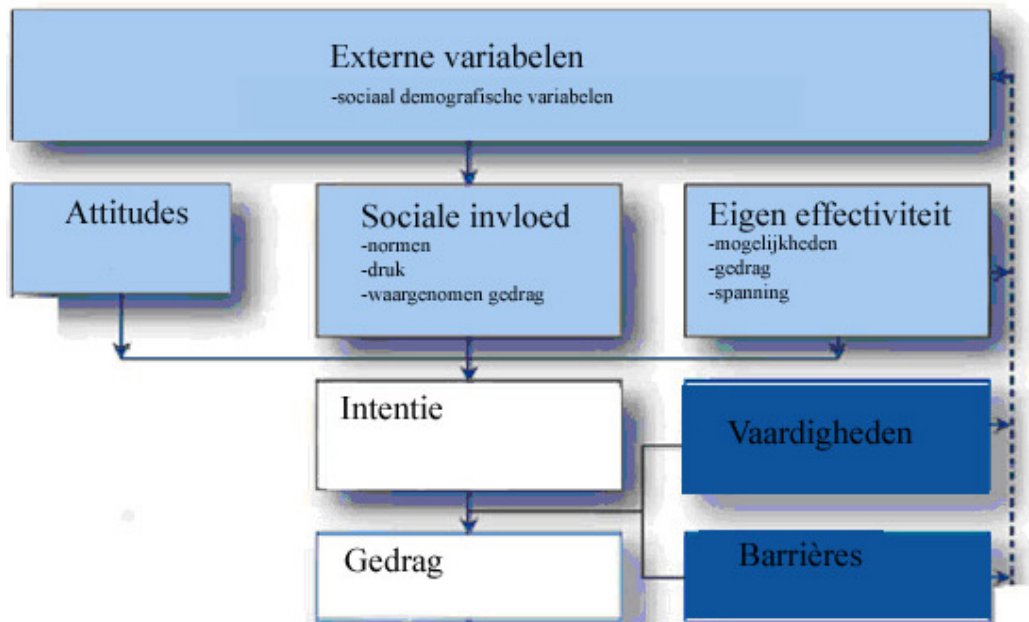 Externe variabelen
-sociaal demografische variabelen
Attitudes
Sociale invloed
-normen
-druk
-waargenomen gedrag
Eigen effectiviteit
-mogelijkheden
-gedrag
-spanning
Intentie
Vaardigheden
Gedrag
Barrières